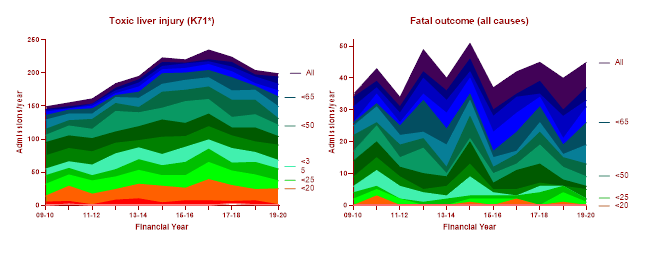 Toxic liver injury (K71*)
Admissions/year
250
200
150
100
50
0
09-10 11-12 13-14 16-16 17-18 19-20
Financial Year
All
<65
<50
<3
5
<25
<20
Fatal outcome (all causes)
Admissions/year
50
40
30
20
10
0
09-10 11-12 13-14 16-16 17-18 19-20
Financial Year
All
<65
<50
<25
<20